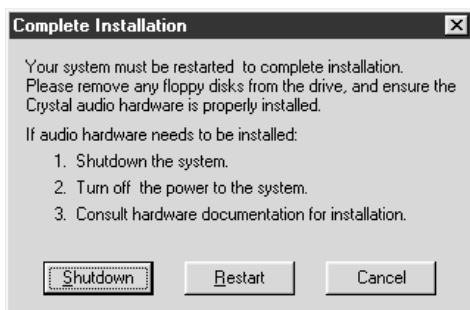 Complete Installation
Your system must be restarted to complete installation.
Please remove any floppy disks from the drive, and ensure the
Crystal audio hardware is properly installed.
If audio hardware needs to be installed:
1. Shutdown the system.
2. Turn off the power to the system.
3. Consult hardware documentation for installation.
Shutdown Restart Cancel